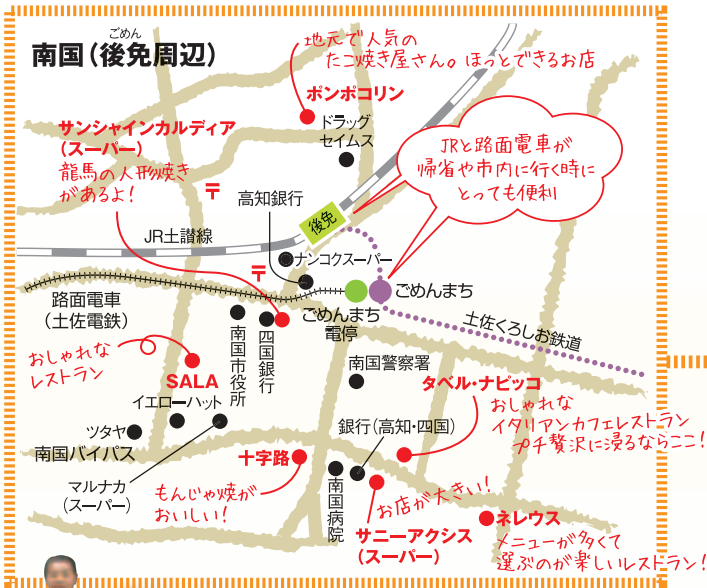 ごめん
南国（後免周辺）
地元で人気の
たこ焼き屋さん。ほっとできるお店
ポンポコリン
ドラッグ
セイムス
サンシャインカルディア
（スーパー）
龍馬の人形焼き
があるよ！
〒
高知銀行
JRと路面電車が
帰省や市内に行く時に
とっても便利
後免
JR土讃線
ナンコクスーパー
〒
路面電車
（土佐電鉄）
ごめんまち
ごめんまち
電停
土佐くろしお鉄道
南国市役所
四国銀行
おしゃれな
レストラン
SALA
南国警察署
タベル・ナピッコ
おしゃれな
イタリアンカフェレストラン
プチ贅沢に浸るならここ！
イエローハット
ツタヤ
南国バイパス
マルナカ
（スーパー）
銀行（高知・四国）
十字路
もんじゃ焼が
おいしい！
南国病院
お店が大きい！
サニーアクシス
（スーパー）
ネレウス
メニューが多くて
選ぶのが楽しいレストラン！